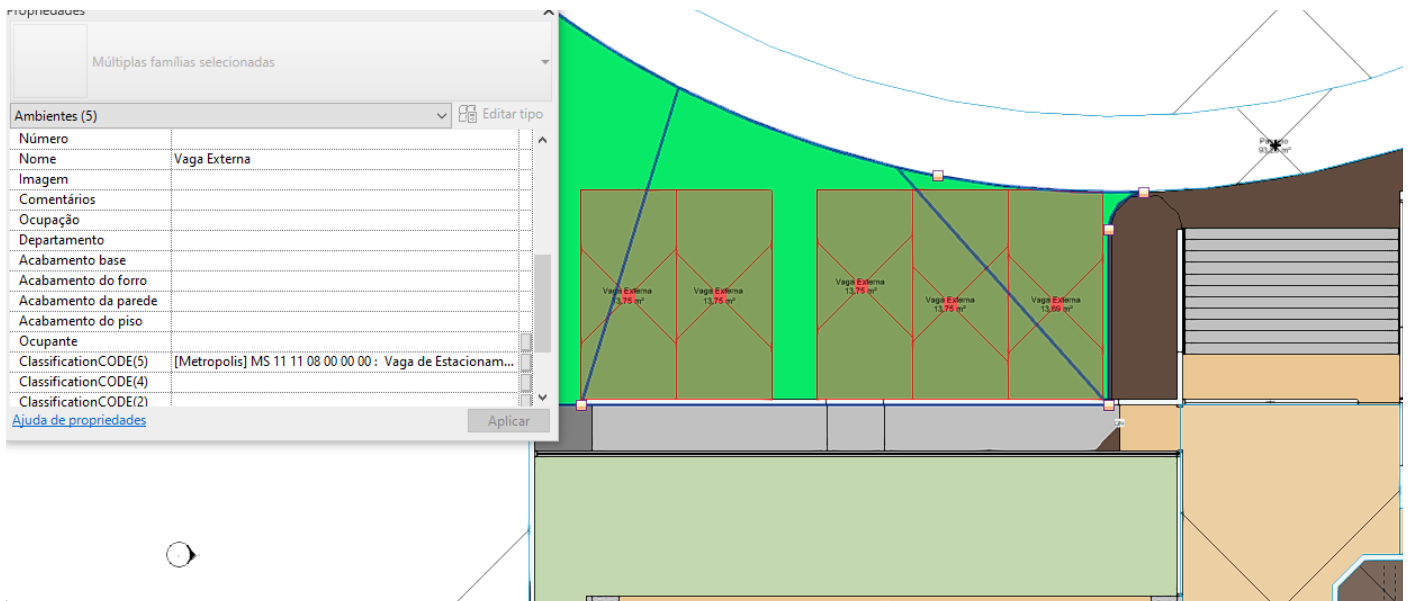 Propriedades
Múltiplas famílias selecionadas
Ambientes (5)
Editar tipo
Número
Nome Vaga Externa
Imagem
Comentários
Ocupação
Departamento
Acabamento base
Acabamento do forro
Acabamento da parede
Acabamento do piso
Ocupante
ClassificationCODE(5) [Metropolis] MS 11 11 08 00 00 00 : Vaga de Estacionam...
ClassificationCODE(4)
ClassificationCODE(2)
Ajuda de propriedades
Aplicar
Vaga Externa
13,75 m²
Vaga Externa
13,75 m²
Vaga Externa
13,75 m²
Vaga Externa
13,75 m²
Vaga Externa
13,69 m²